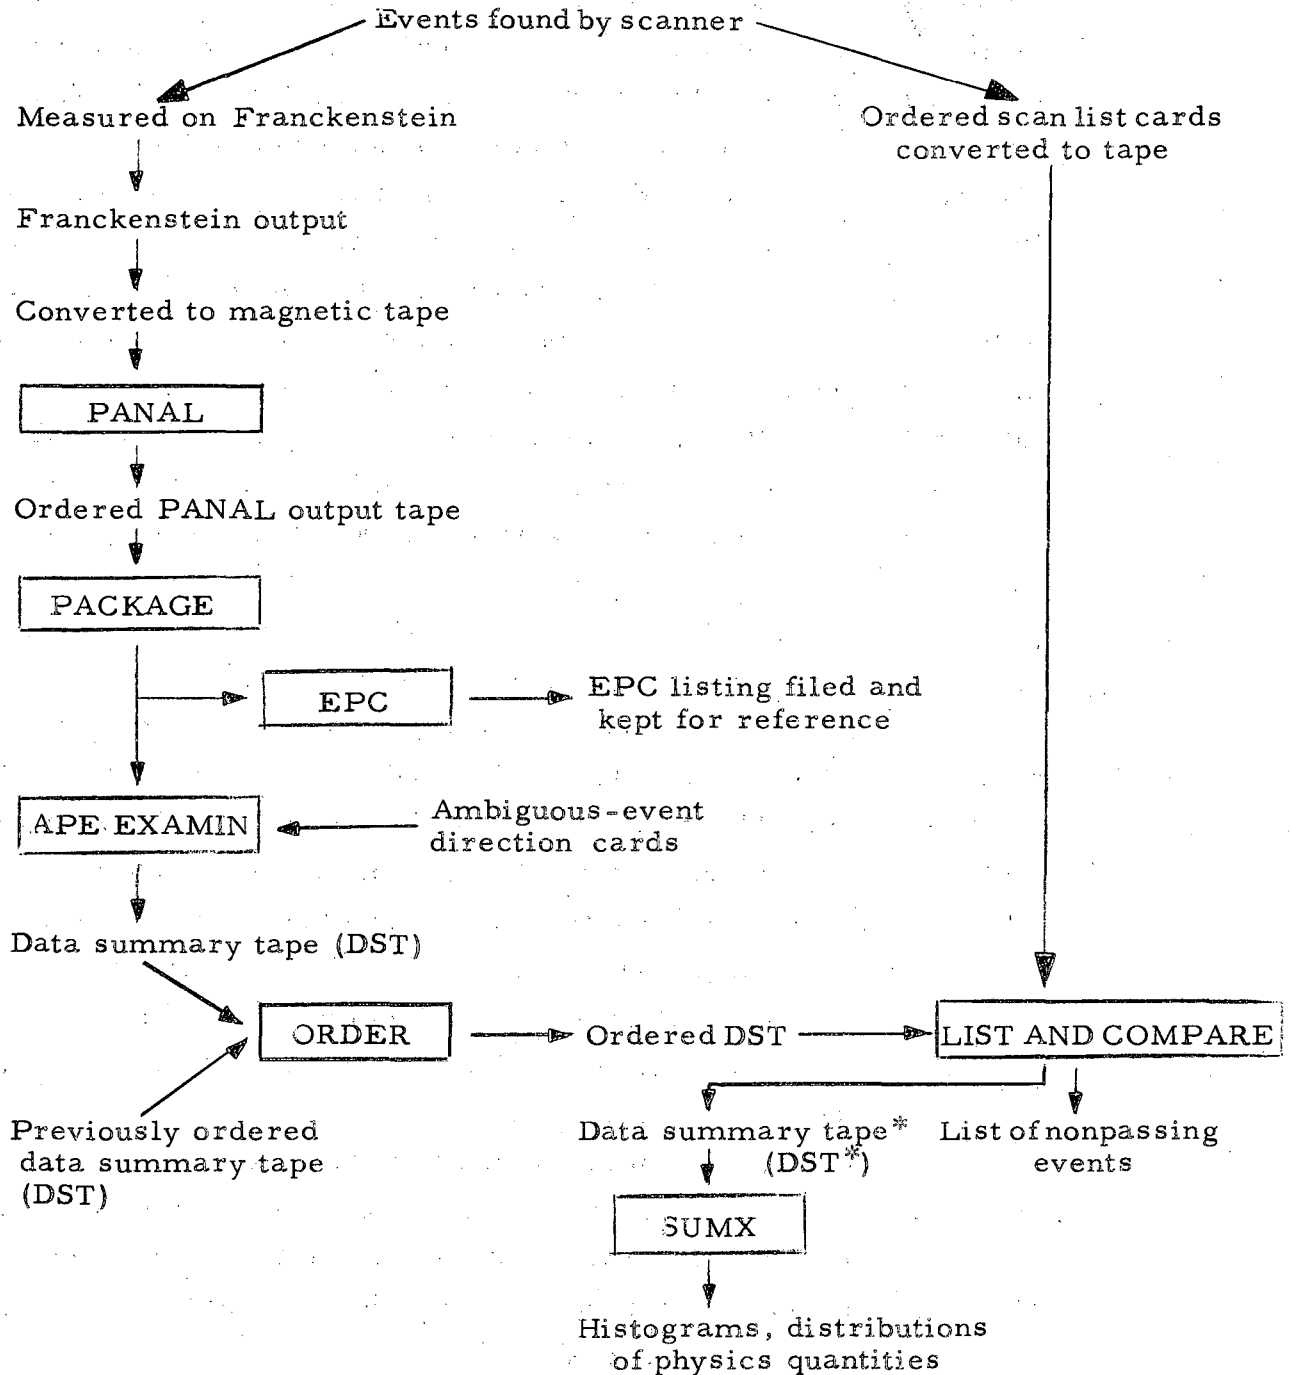 Events found by scanner
Measured on Franckenstein
Ordered scan list cards
converted to tape
Franckenstein output
Converted to magnetic tape
PANAL
Ordered PANAL output tape
PACKAGE
EPC
EPC listing filed and
kept for reference
APE EXAMIN
Ambiguous-event
direction cards
Data summary tape (DST)
ORDER
Ordered DST
LIST AND COMPARE
Previously ordered
data summary tape
(DST)
Data summary tape*
(DST*)
List of nonpassing
events
SUMX
Histograms, distributions
of physics quantities